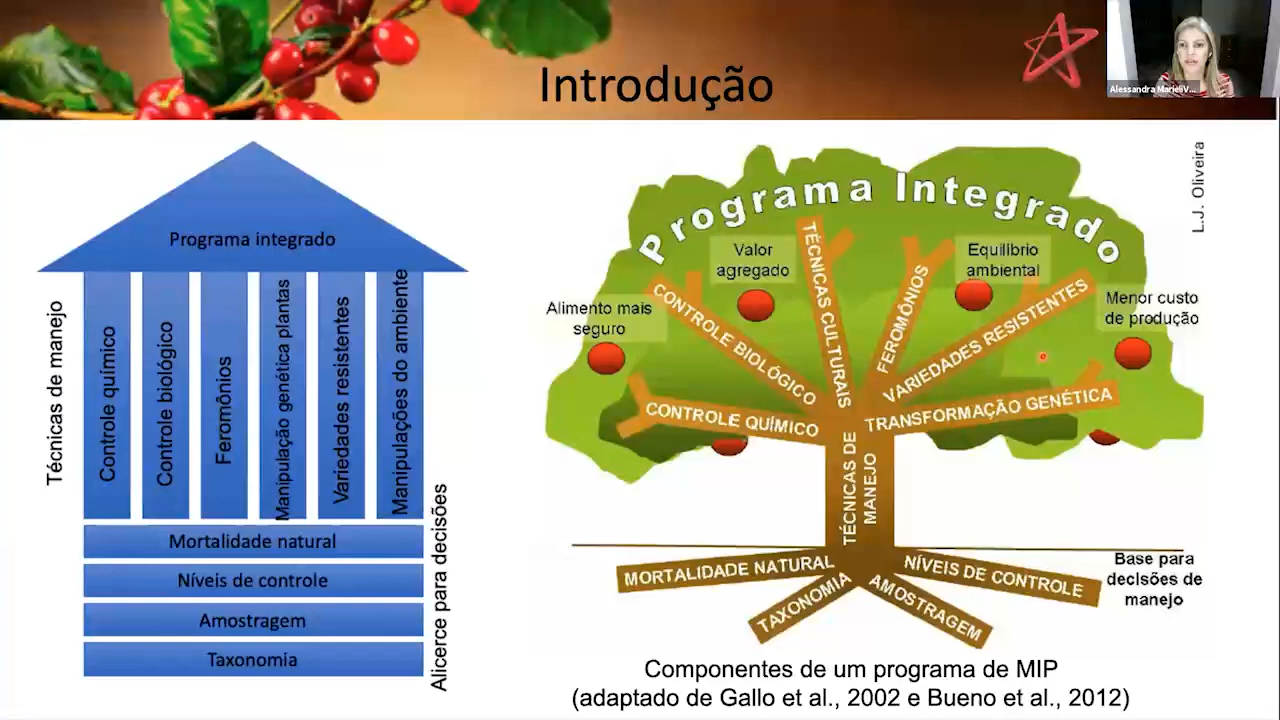 Introdução
Alessandra MarieliV...
Programa integrado
Técnicas de manejo
Controle químico
Controle biológico
Feromônios
Manipulação genética plantas
Variedades resistentes
Manipulações do ambiente
Mortalidade natural
Níveis de controle
Amostragem
Taxonomia
Alicerce para decisões
L.J. Oliveira
Programa Integrado
Valor
agregado
Equilíbrio
ambiental
Alimento mais
seguro
Menor custo
de produção
CONTROLE QUÍMICO
CONTROLE BIOLÓGICO
TÉCNICAS CULTURAIS
FEROMÔNIOS
VARIEDADES RESISTENTES
TRANSFORMAÇÃO GENÉTICA
TÉCNICAS DE
MANEJO
MORTALIDADE NATURAL
TAXONOMIA
AMOSTRAGEM
NÍVEIS DE CONTROLE
Base para
decisões de
manejo
Componentes de um programa de MIP
(adaptado de Gallo et al., 2002 e Bueno et al., 2012)